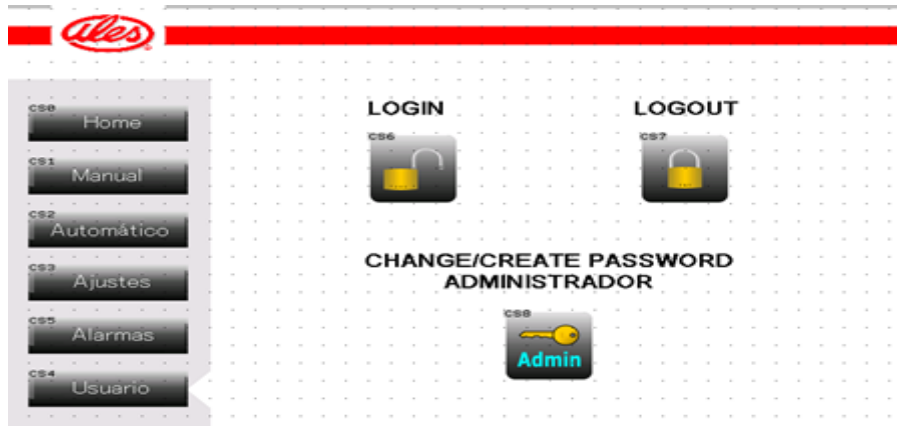 Ales
CS0
Home
CS1
Manual
CS2
Automático
CS3
Ajustes
CS5
Alarmas
CS4
Usuario
LOGIN
CS6
LOGOUT
CS7
CHANGE/CREATE PASSWORD
ADMINISTRADOR
CS8
Admin